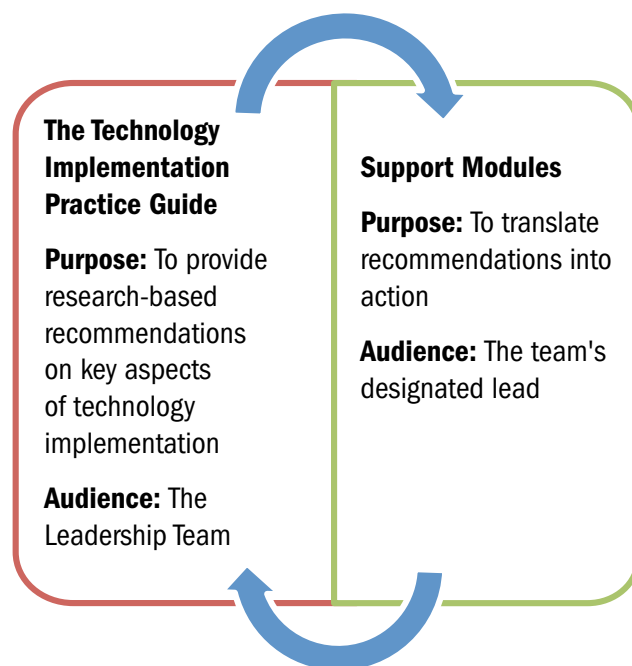 The Technology
Implementation
Practice Guide
Purpose: To provide
research-based
recommendations
on key aspects
of technology
implementation
Audience: The
Leadership Team
Support Modules
Purpose: To translate
recommendations into
action
Audience: The team's
designated lead